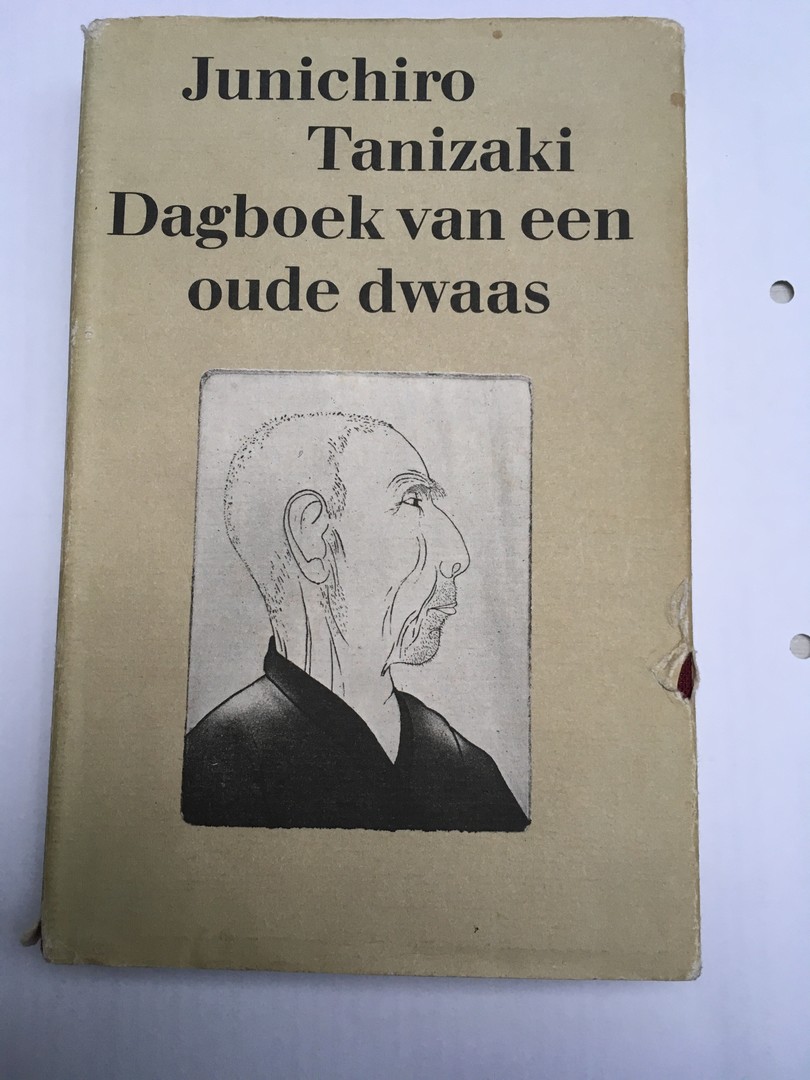 Junichiro
Tanizaki
Dagboek van een
oude dwaas